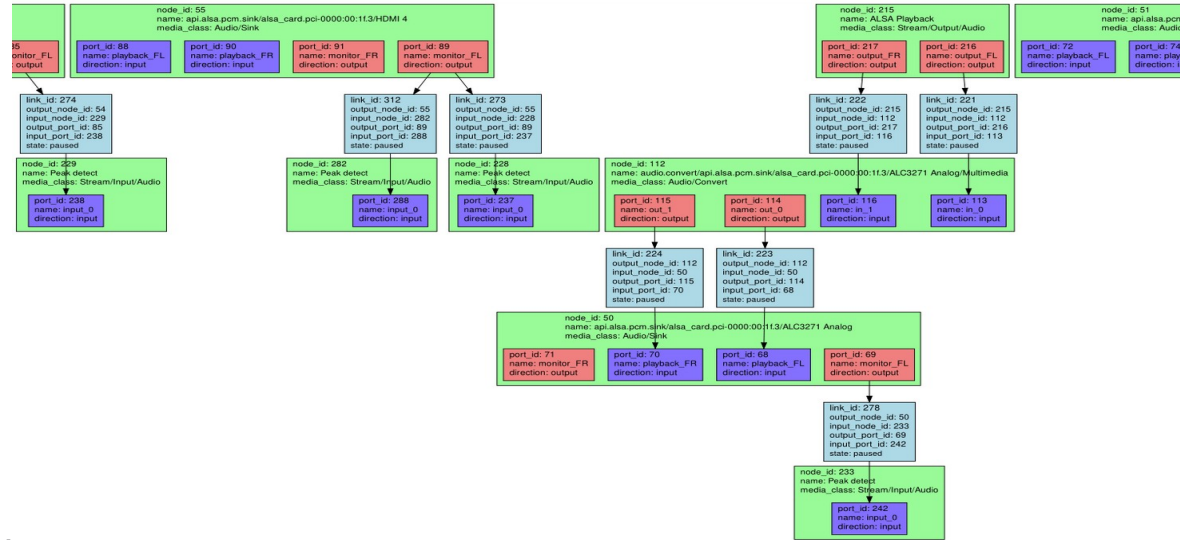 node_id: 55
name: api.alsa.pcm.sink/alsa_card.pci-0000:00:1f.3/HDMI 4
media_class: Audio/Sink
85
monitor_FL
output
port_id: 88
name: playback_FL
direction: input
port_id: 90
name: playback_FR
direction: input
port_id: 91
name: monitor_FR
direction: output
port_id: 89
name: monitor_FL
direction: output
node_id: 215
name: ALSA Playback
media_class: Stream/Output/Audio
port_id: 217
name: output_FR
direction: output
port_id: 216
name: output_FL
direction: output
node_id: 51
name: api.alsa.pcm
media_class: Audio
port_id: 72
name: playback_FL
direction: input
port_id: 74
name: play
direction: i
link_id: 274
output_node_id: 54
input_node_id: 229
output_port_id: 85
input_port_id: 238
state: paused
link_id: 312
output_node_id: 55
input_node_id: 282
output_port_id: 89
input_port_id: 288
state: paused
link_id: 273
output_node_id: 55
input_node_id: 228
output_port_id: 89
input_port_id: 237
state: paused
link_id: 222
output_node_id: 215
input_node_id: 112
output_port_id: 217
input_port_id: 116
state: paused
link_id: 221
output_node_id: 215
input_node_id: 112
output_port_id: 216
input_port_id: 113
state: paused
node_id: 229
name: Peak detect
media_class: Stream/Input/Audio
port_id: 238
name: input_0
direction: input
node_id: 282
name: Peak detect
media_class: Stream/Input/Audio
port_id: 288
name: input_0
direction: input
node_id: 228
name: Peak detect
media_class: Stream/Input/Audio
port_id: 237
name: input_0
direction: input
node_id: 112
name: audio.convert/api.alsa.pcm.sink/alsa_card.pci-0000:00:1f.3/ALC3271 Analog/Multimedia
media_class: Audio/Convert
port_id: 115
name: out_1
direction: output
port_id: 114
name: out_0
direction: output
port_id: 116
name: in_1
direction: input
port_id: 113
name: in_0
direction: input
link_id: 224
output_node_id: 112
input_node_id: 50
output_port_id: 115
input_port_id: 70
state: paused
link_id: 223
output_node_id: 112
input_node_id: 50
output_port_id: 114
input_port_id: 68
state: paused
node_id: 50
name: api.alsa.pcm.sink/alsa_card.pci-0000:00:1f.3/ALC3271 Analog
media_class: Audio/Sink
port_id: 71
name: monitor_FR
direction: output
port_id: 70
name: playback_FR
direction: input
port_id: 68
name: playback_FL
direction: input
port_id: 69
name: monitor_FL
direction: output
link_id: 278
output_node_id: 50
input_node_id: 233
output_port_id: 69
input_port_id: 242
state: paused
node_id: 233
name: Peak detect
media_class: Stream/Input/Audio
port_id: 242
name: input_0
direction: input